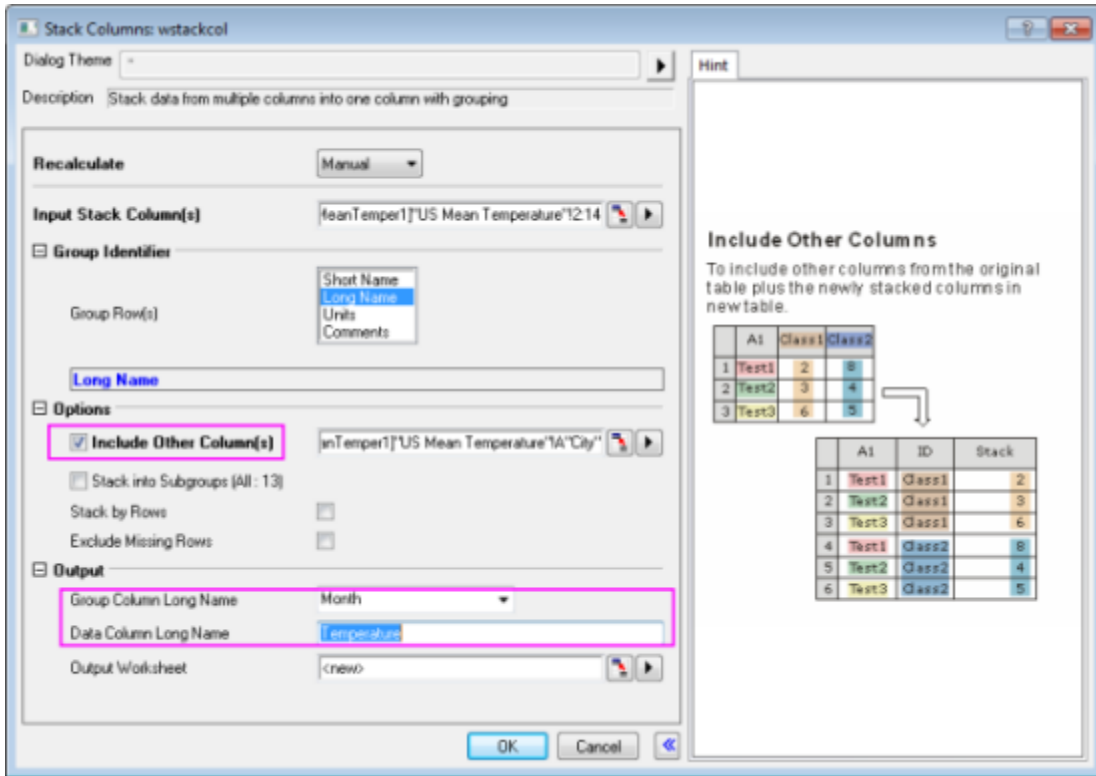 Stack Columns: wstackcol
Dialog Theme
Description Stack data from multiple columns into one column with grouping
Recalculate Manual
Input Stack Column(s) MeanTemper1]"US Mean Temperature"!2:14
Group Identifier
Group Row(s)
Short Name
Long Name
Units
Comments
Long Name
Options
Include Other Column(s) anTemper1]"US Mean Temperature"!A"City"
Stack into Subgroups (All : 13)
Stack by Rows
Exclude Missing Rows
Output
Group Column Long Name Month
Data Column Long Name Temperature
Output Worksheet <new>
OK Cancel
Hint
Include Other Columns
To include other columns from the original
table plus the newly stacked columns in
new table.
A1 Class1 Class2
1 Test1 2 8
2 Test2 3 4
3 Test3 6 5
A1 ID Stack
1 Test1 Class1 2
2 Test2 Class1 3
3 Test3 Class1 6
4 Test1 Class2 8
5 Test2 Class2 4
6 Test3 Class2 5